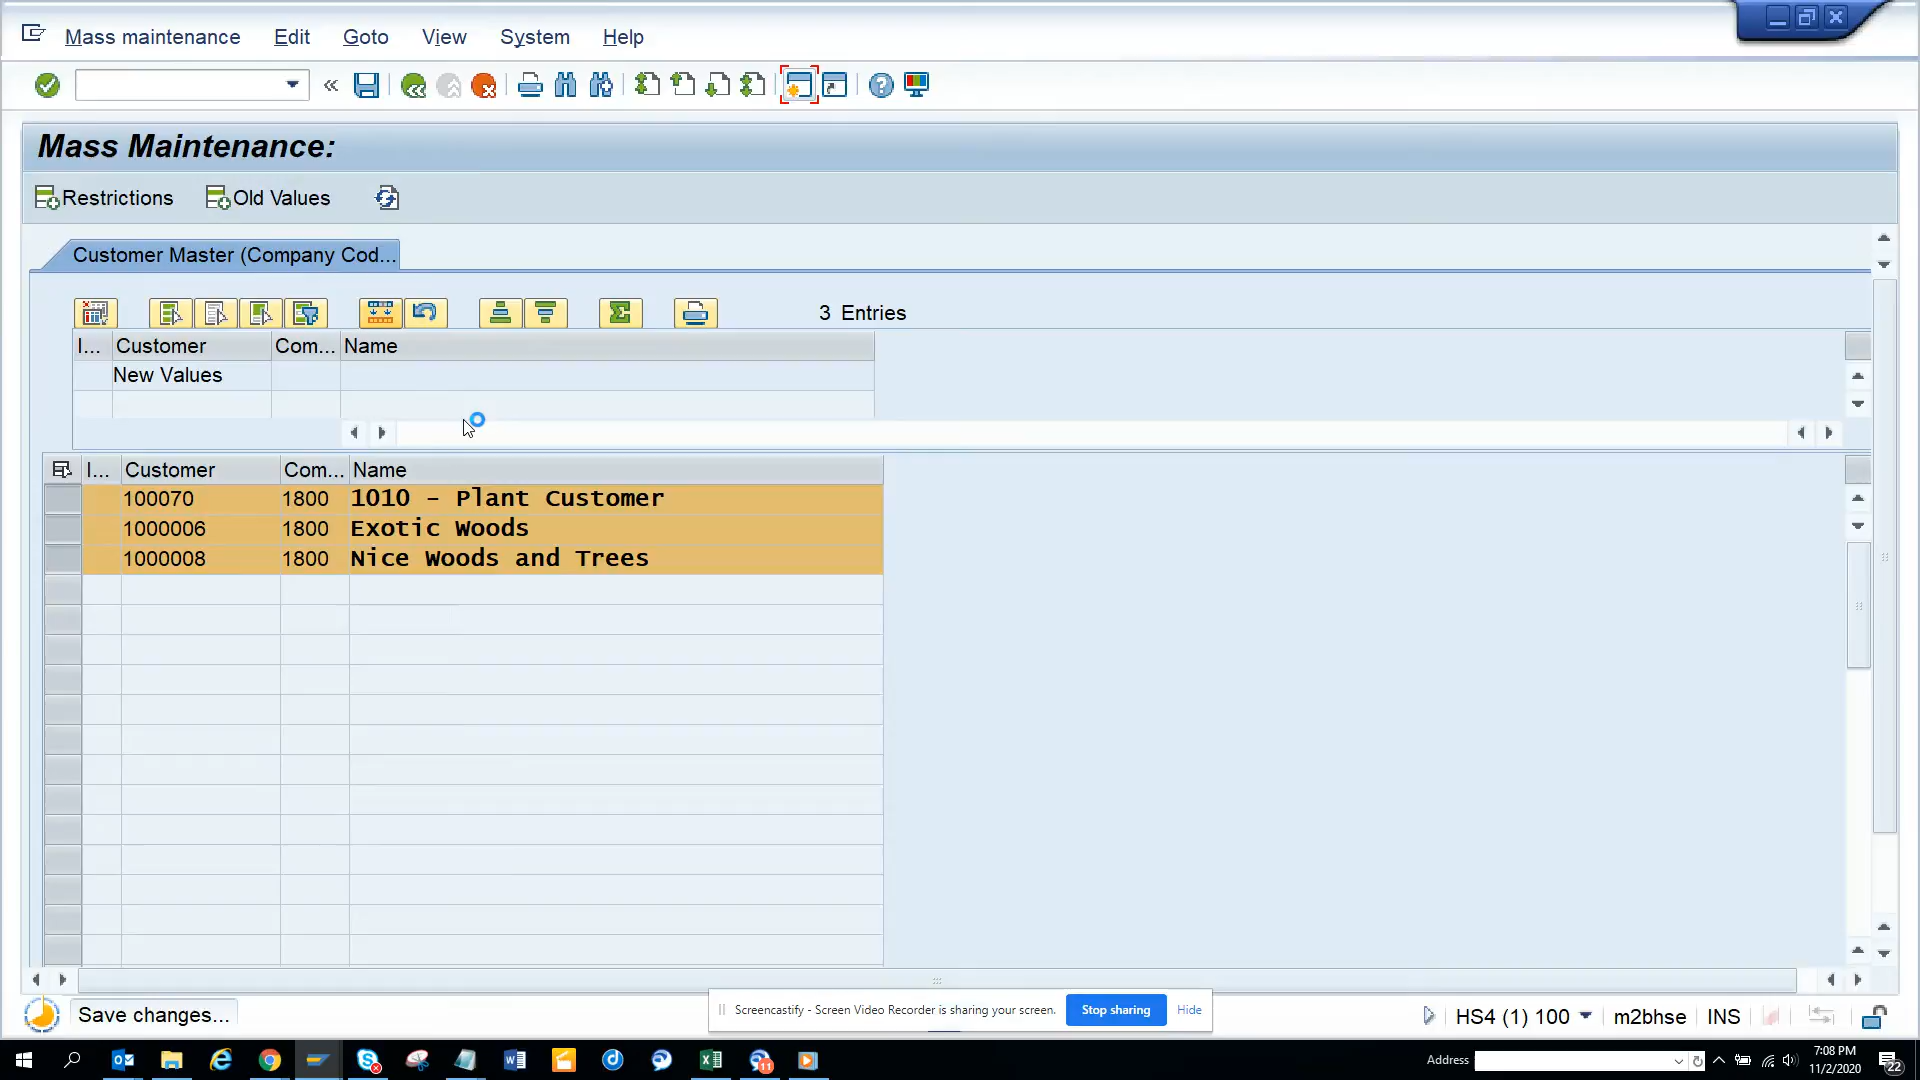 Mass maintenance Edit Goto View System Help
Mass Maintenance:
Restrictions Old Values
Customer Master (Company Cod...
3 Entries
I... Customer Com... Name
New Values
I... Customer Com... Name
100070 1800 1010 - Plant Customer
1000006 1800 Exotic Woods
1000008 1800 Nice Woods and Trees
Save changes...
Screencastify - Screen Video Recorder is sharing your screen. Stop sharing Hide
HS4 (1) 100 m2bhse INS
Address
7:08 PM
11/2/2020
11
22